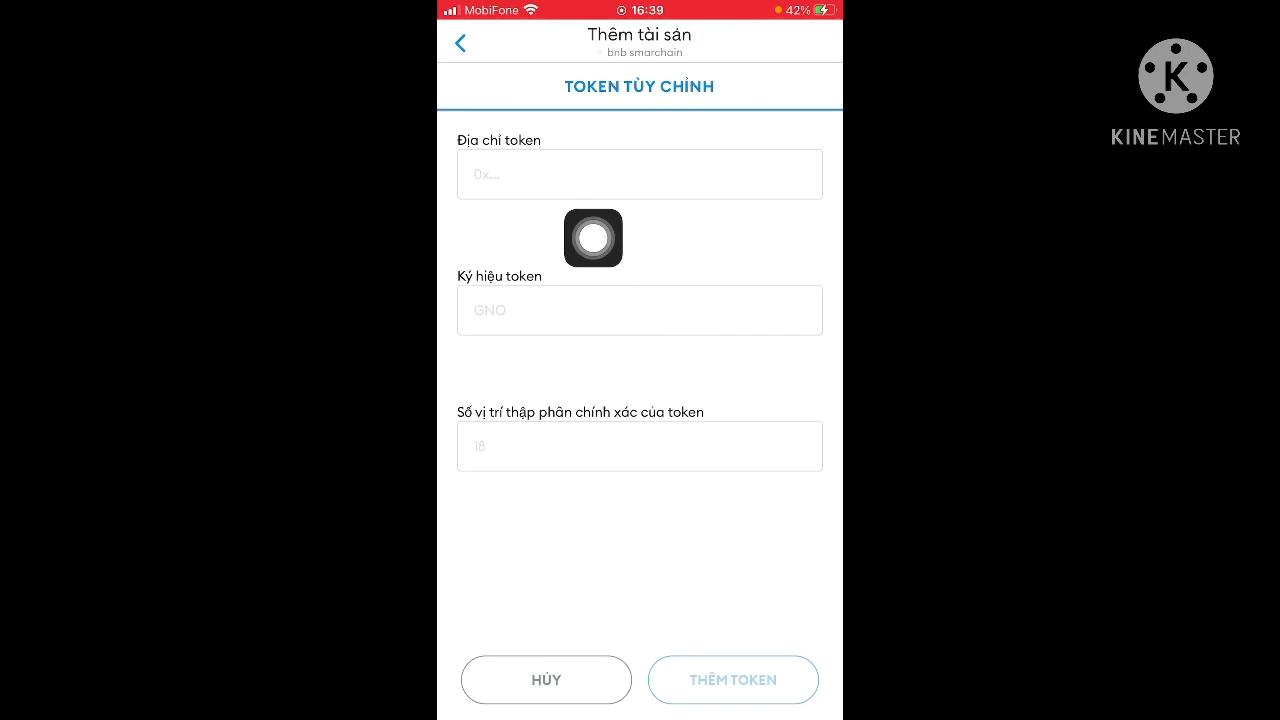 MobiFone 16:39 42%
Thêm tài sản
bnb smarchain
TOKEN TÙY CHỈNH
Địa chỉ token
0x...
Ký hiệu token
GNO
Số vị trí thập phân chính xác của token
18
HỦY THÊM TOKEN
K
KINEMASTER